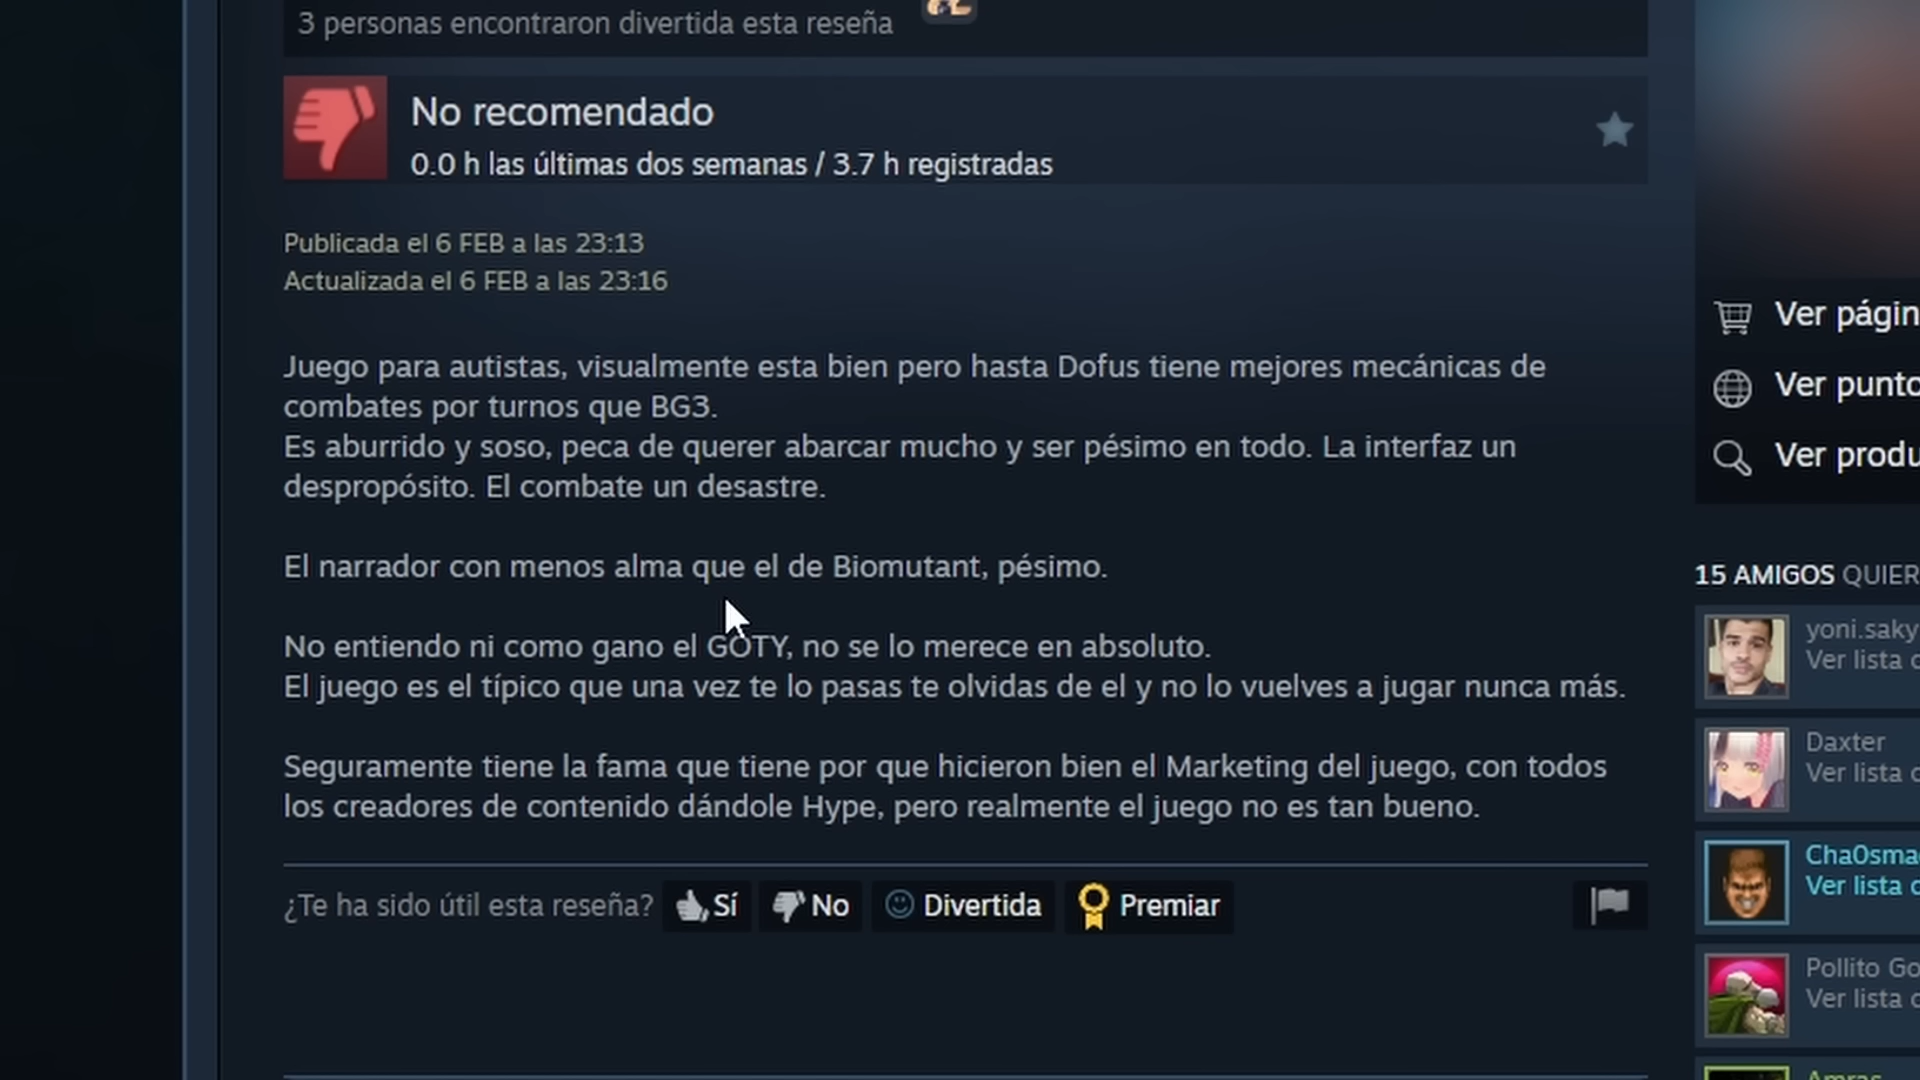 3 personas encontraron divertida esta reseña
No recomendado
0.0 h las últimas dos semanas / 3.7 h registradas
Publicada el 6 FEB a las 23:13
Actualizada el 6 FEB a las 23:16
Juego para autistas, visualmente esta bien pero hasta Dofus tiene mejores mecánicas de
combates por turnos que BG3.
Es aburrido y soso, peca de querer abarcar mucho y ser pésimo en todo. La interfaz un
despropósito. El combate un desastre.
El narrador con menos alma que el de Biomutant, pésimo.
No entiendo ni como gano el GOTY, no se lo merece en absoluto.
El juego es el típico que una vez te lo pasas te olvidas de el y no lo vuelves a jugar nunca más.
Seguramente tiene la fama que tiene por que hicieron bien el Marketing del juego, con todos
los creadores de contenido dándole Hype, pero realmente el juego no es tan bueno.
¿Te ha sido útil esta reseña? Sí No Divertida Premiar
Ver págin
Ver punto
Ver produ
15 AMIGOS QUIER
yoni.saky
Ver lista
Daxter
Ver lista
Cha0sma
Ver lista
Pollito Go
Ver lista